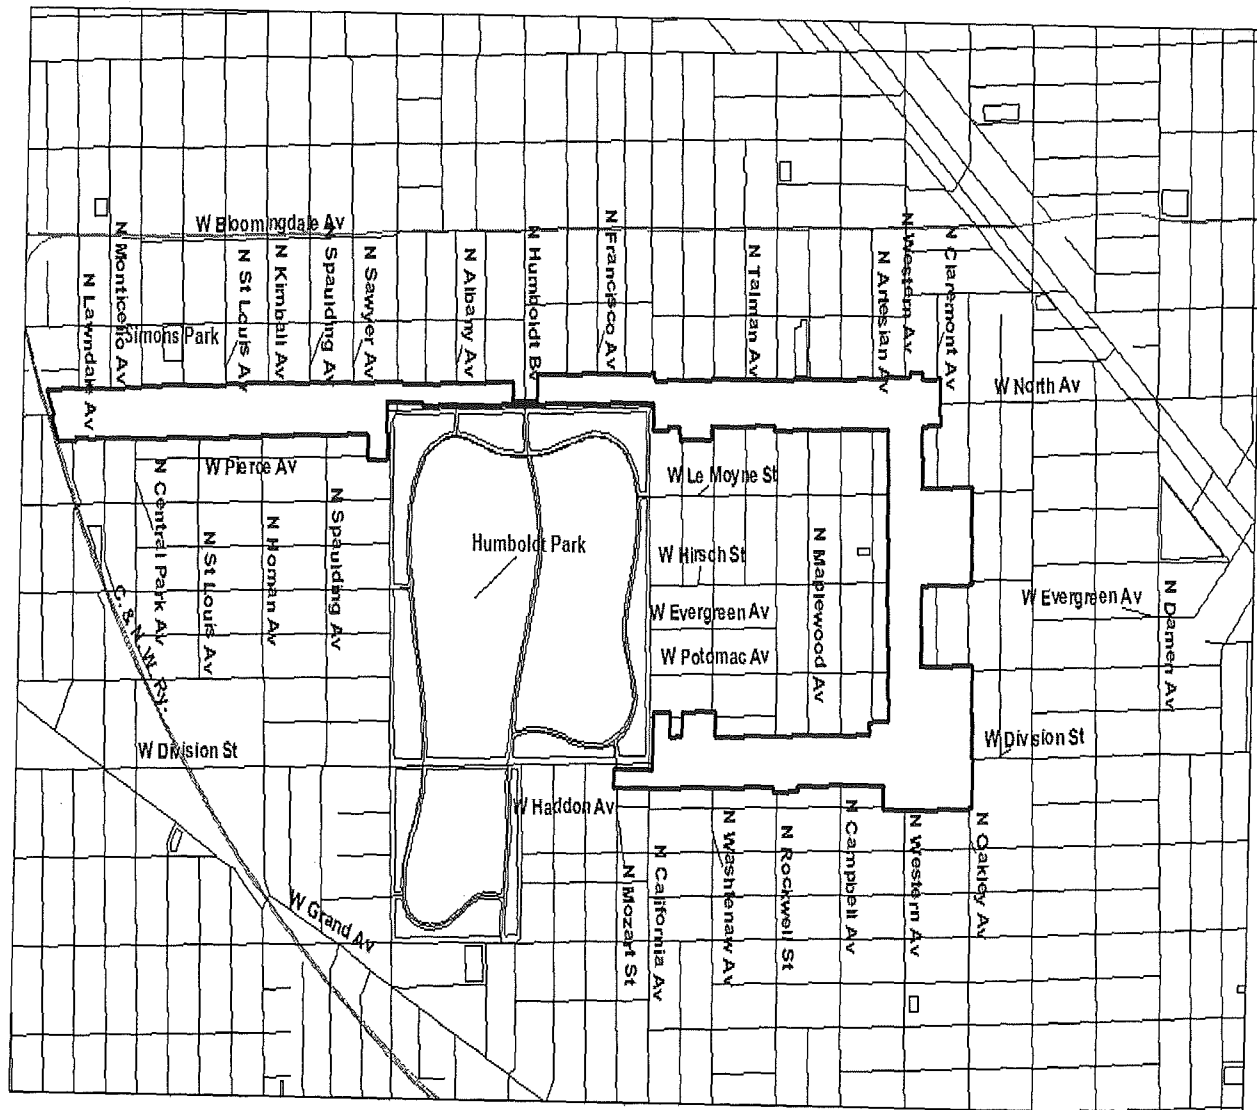 W Bloomingdale Av
N Lawndale Av
N Monticello Av
Simons Park
N St Louis Av
N Kimball Av
N Spaulding Av
N Sawyer Av
N Albany Av
N Humboldt Bv
N Francisco Av
N Talman Av
N Artesian Av
N Western Av
N Claremont Av
W North Av
W Pierce Av
N Central Park Av
N St Louis Av
N Homan Av
N Spaulding Av
C. & N. W. Ry.
Humboldt Park
W Le Moyne St
W Hirsch St
W Evergreen Av
W Potomac Av
N Maplewood Av
W Evergreen Av
N Damen Av
W Division St
W Division St
W Haddon Av
W Grand Av
N Mozart St
N California Av
N Washtenaw Av
N Rockwell St
N Campbell Av
N Western Av
N Oakley Av